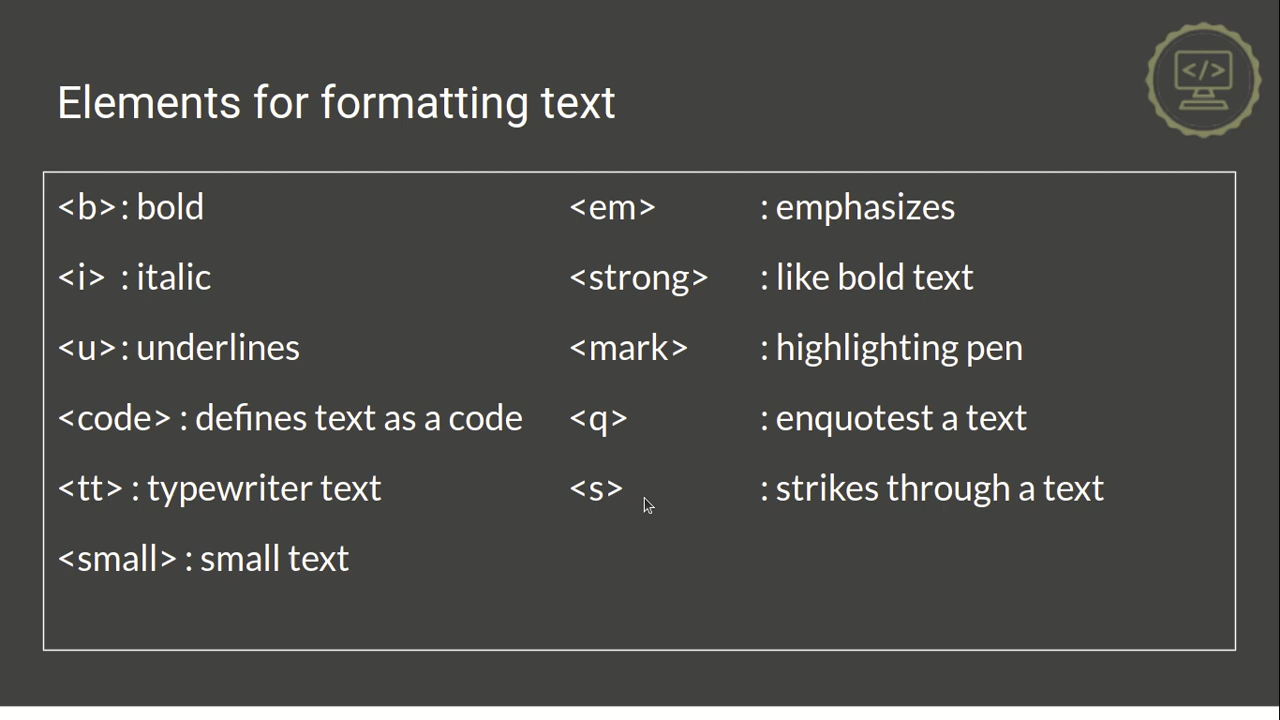 </>
Elements for formatting text
<b>: bold
<i> : italic
<u>: underlines
<code> : defines text as a code
<tt> : typewriter text
<small> : small text
<em> : emphasizes
<strong> : like bold text
<mark> : highlighting pen
<q> : enquotest a text
<s> : strikes through a text